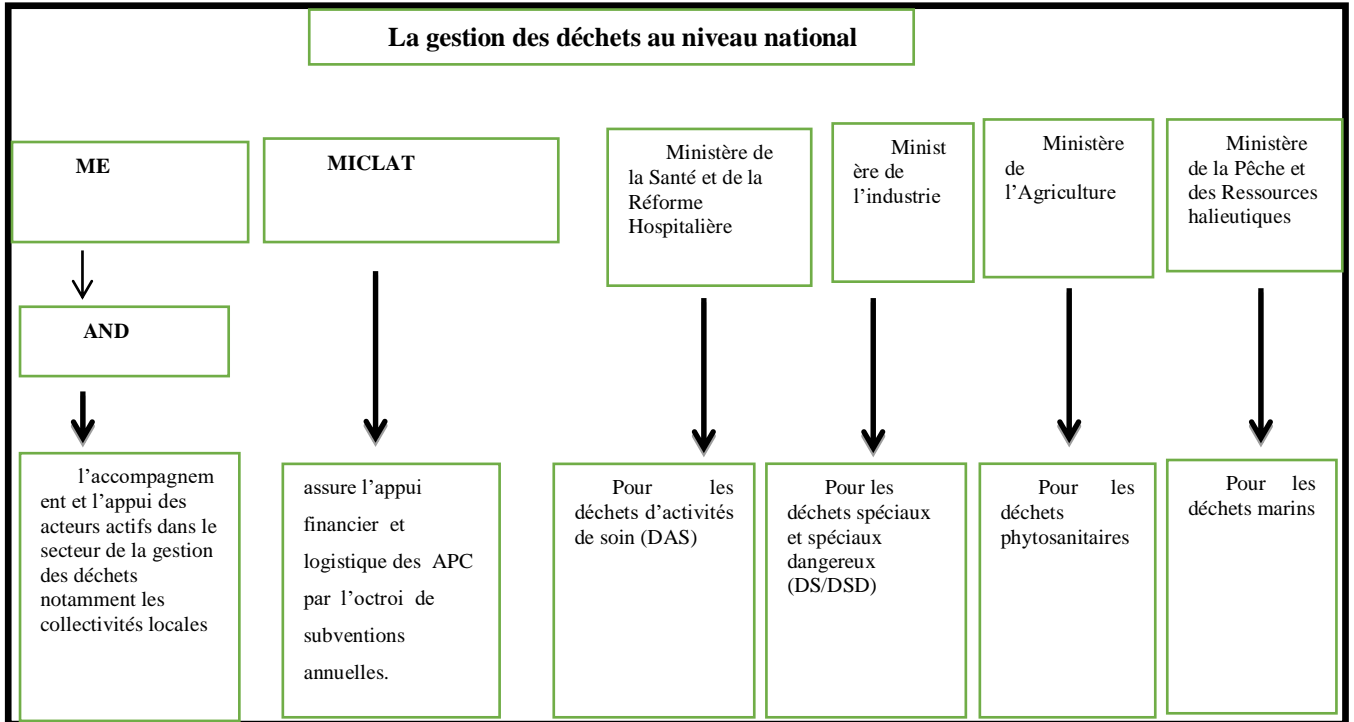 La gestion des déchets au niveau national
ME
MICLAT
Ministère de
la Santé et de la
Réforme
Hospitalière
Minist
ère de
l’industrie
Ministère
de
l’Agriculture
Ministère
de la Pêche et
des Ressources
halieutiques
AND
l’accompagnem
ent et l’appui des
acteurs actifs dans le
secteur de la gestion
des déchets
notamment les
collectivités locales
assure l’appui
financier et
logistique des APC
par l’octroi de
subventions
annuelles.
Pour les
déchets d’activités
de soin (DAS)
Pour les
déchets spéciaux
et spéciaux
dangereux
(DS/DSD)
Pour les
déchets
phytosanitaires
Pour les
déchets marins